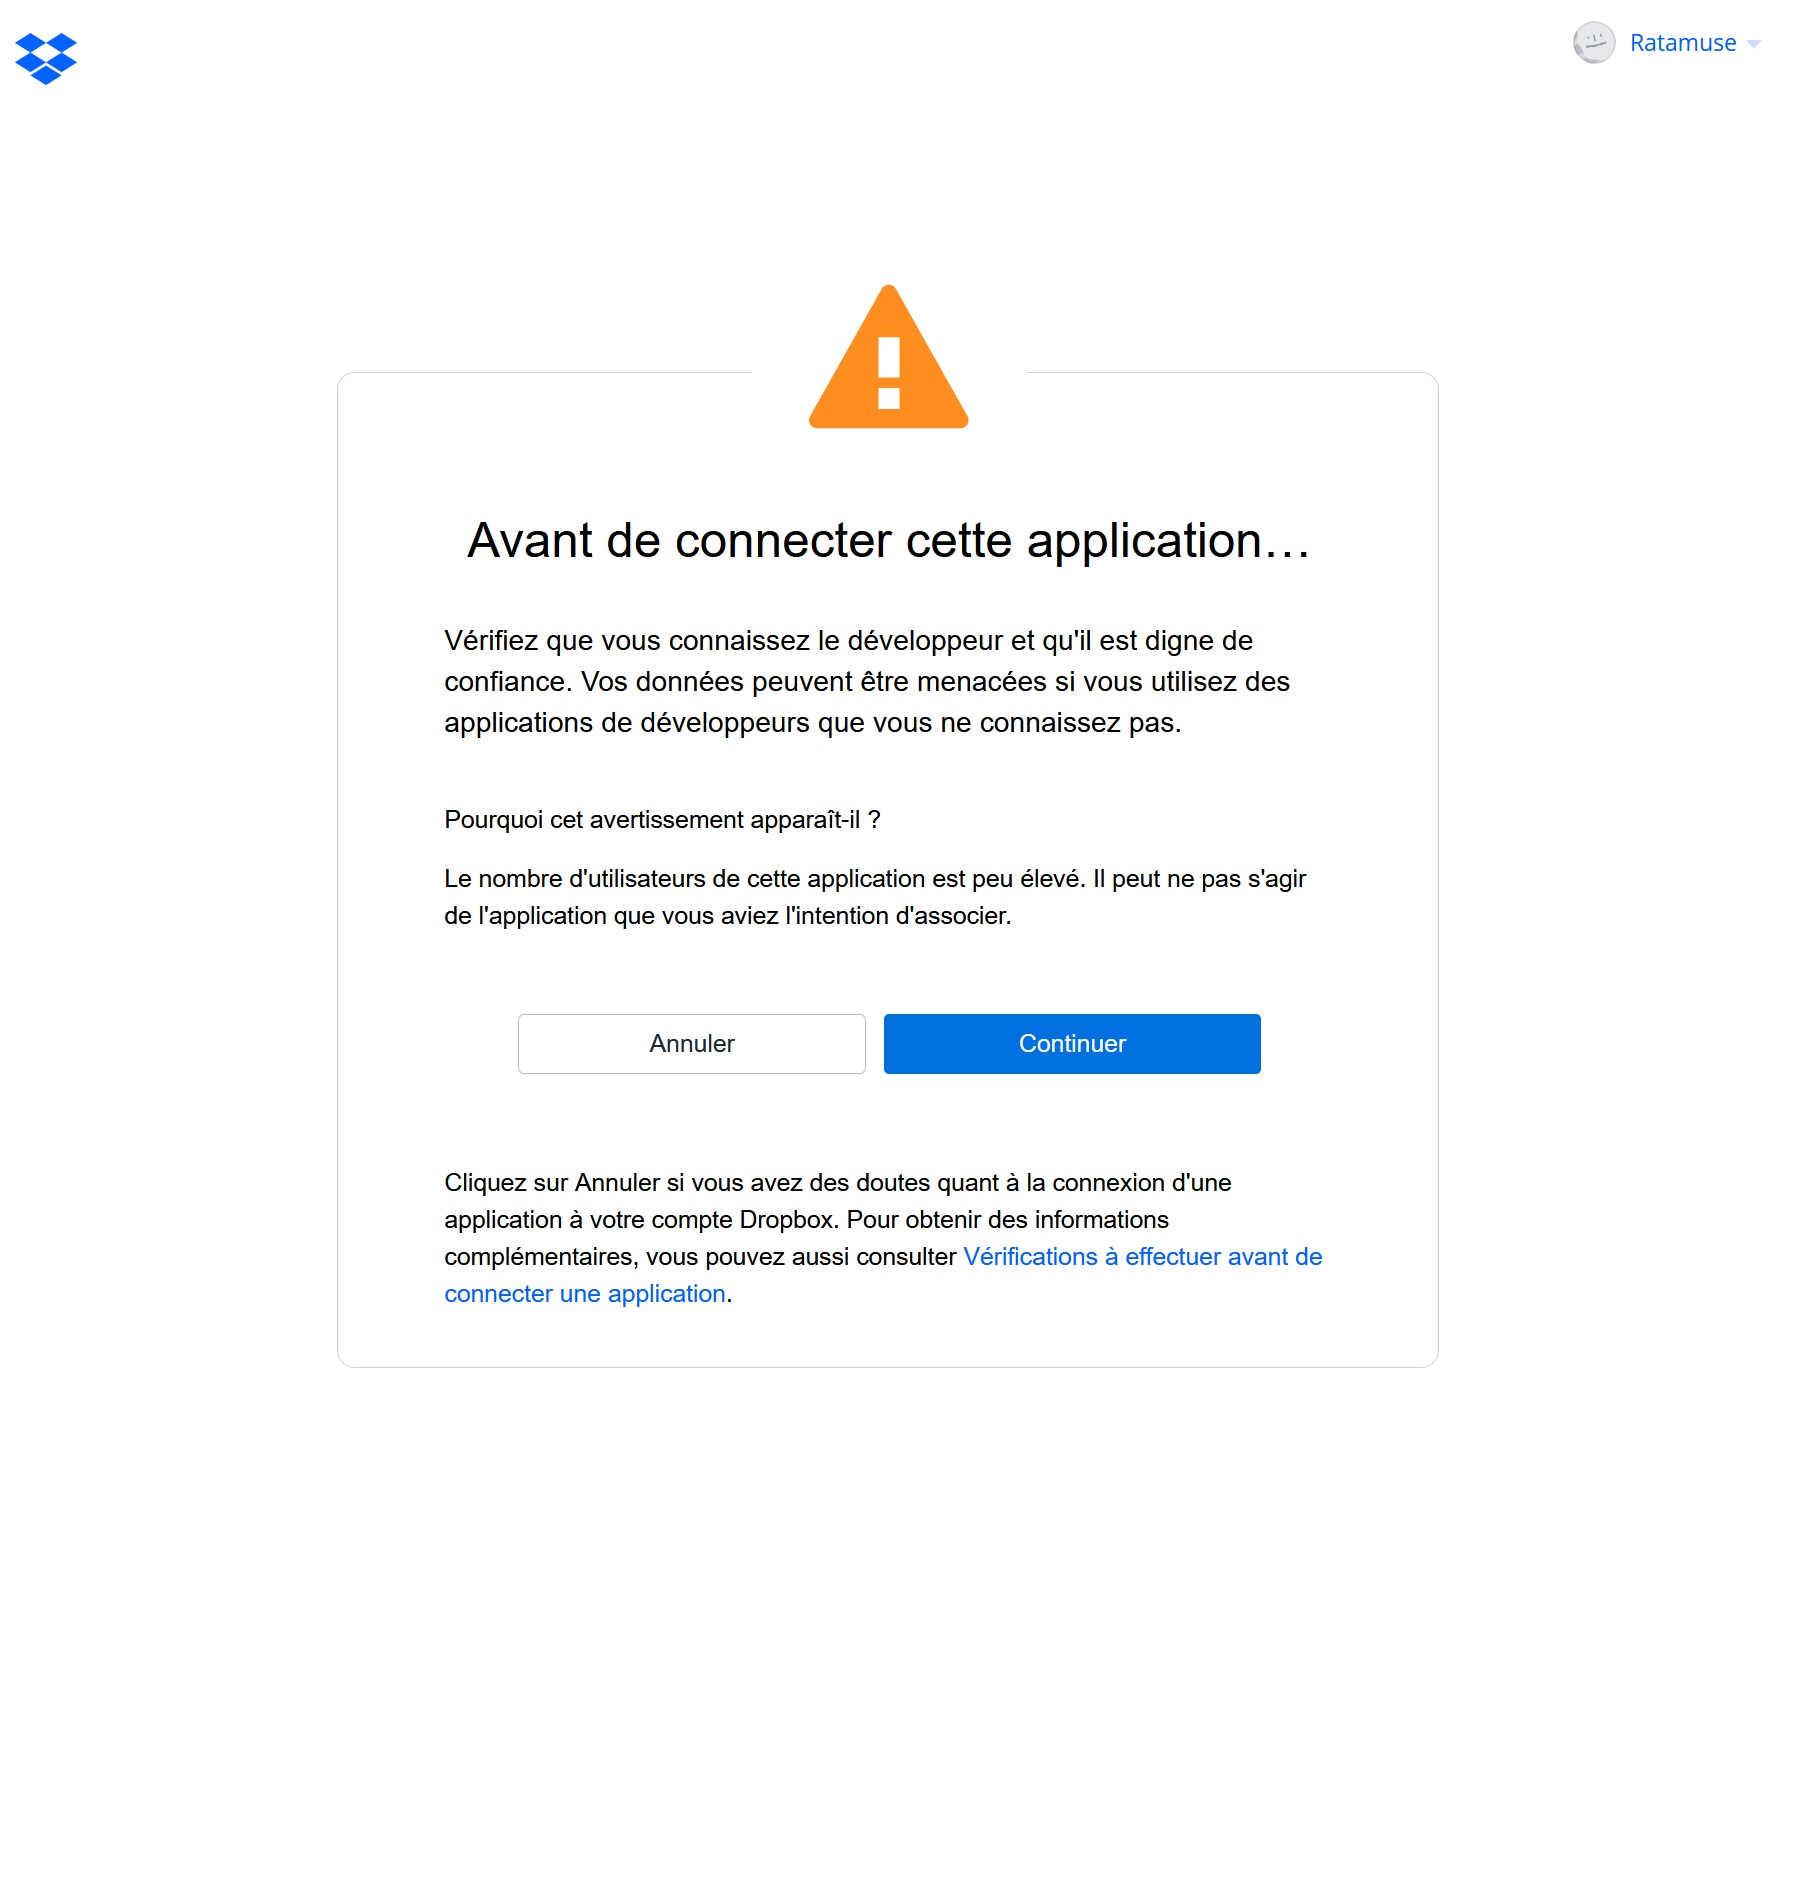 Ratamuse
Avant de connecter cette application…
Vérifiez que vous connaissez le développeur et qu'il est digne de
confiance. Vos données peuvent être menacées si vous utilisez des
applications de développeurs que vous ne connaissez pas.
Pourquoi cet avertissement apparaît-il ?
Le nombre d'utilisateurs de cette application est peu élevé. Il peut ne pas s'agir
de l'application que vous aviez l'intention d'associer.
Annuler
Continuer
Cliquez sur Annuler si vous avez des doutes quant à la connexion d'une
application à votre compte Dropbox. Pour obtenir des informations
complémentaires, vous pouvez aussi consulter Vérifications à effectuer avant de
connecter une application.